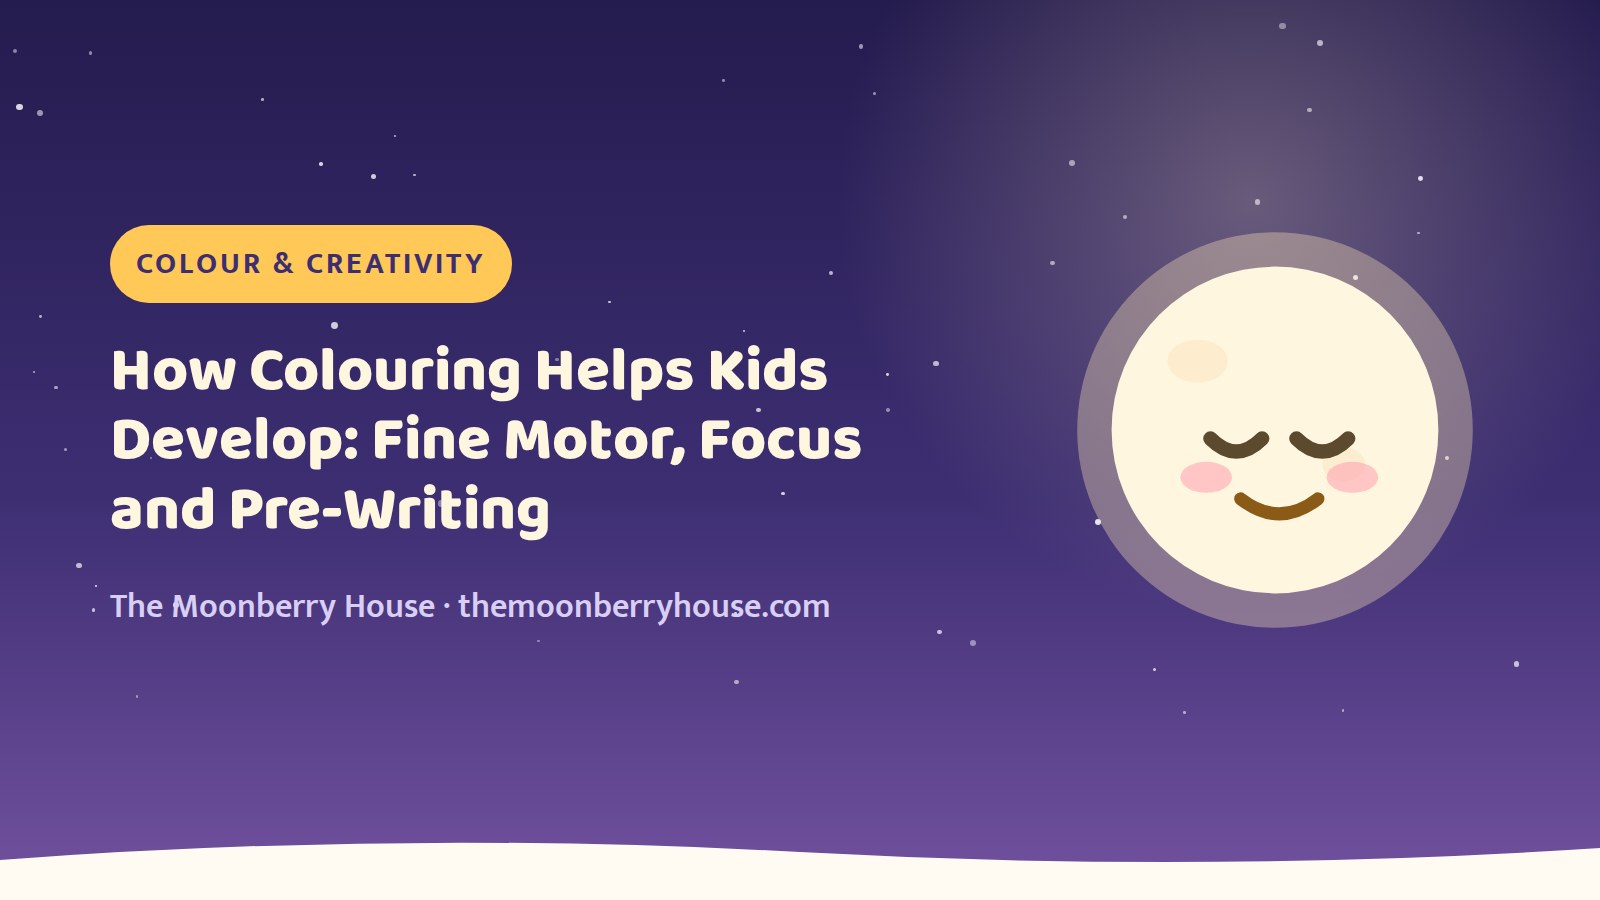 COLOUR & CREATIVITY
How Colouring Helps Kids
Develop: Fine Motor, Focus
and Pre-Writing
The Moonberry House · themoonberryhouse.com